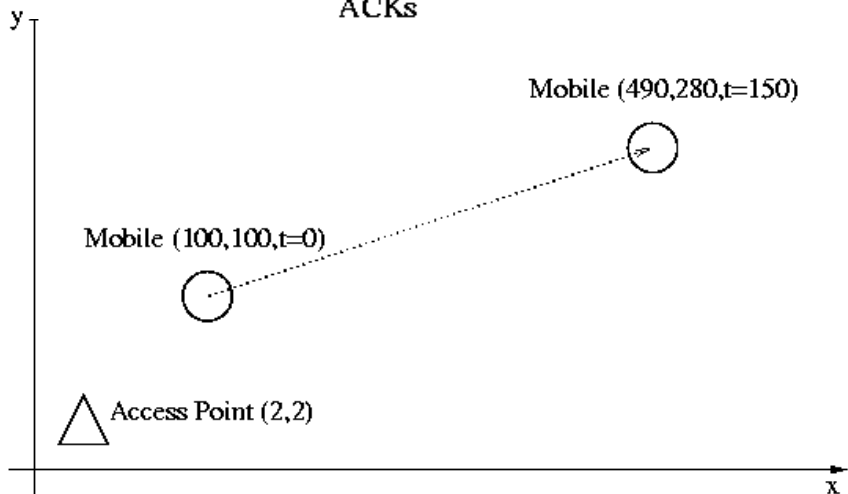 ACKs
y
Mobile (490,280,t=150)
Mobile (100,100,t=0)
Access Point (2,2)
x